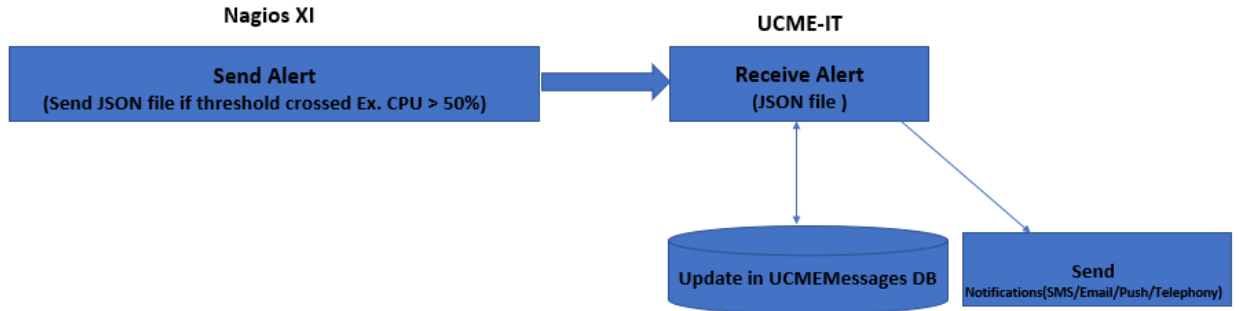 Nagios XI
UCME-IT
Send Alert
(Send JSON file if threshold crossed Ex. CPU > 50%)
Receive Alert
(JSON file )
Update in UCMEMessages DB
Send
Notifications(SMS/Email/Push/Telephony)